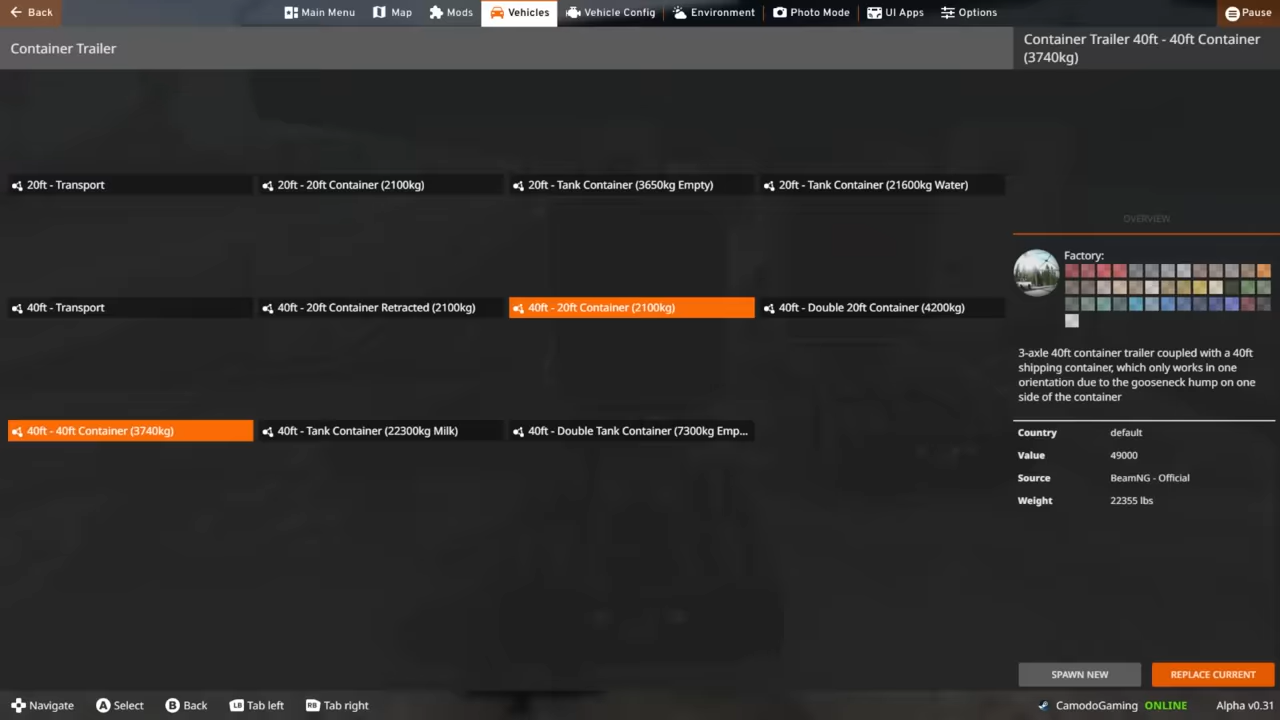 Back
Main Menu
Map
Mods
Vehicles
Vehicle Config
Environment
Photo Mode
UI Apps
Options
Pause
Container Trailer
Container Trailer 40ft - 40ft Container
(3740kg)
20ft - Transport
20ft - 20ft Container (2100kg)
20ft - Tank Container (3650kg Empty)
20ft - Tank Container (21600kg Water)
40ft - Transport
40ft - 20ft Container Retracted (2100kg)
40ft - 20ft Container (2100kg)
40ft - Double 20ft Container (4200kg)
40ft - 40ft Container (3740kg)
40ft - Tank Container (22300kg Milk)
40ft - Double Tank Container (7300kg Emp...
OVERVIEW
Factory:
3-axle 40ft container trailer coupled with a 40ft
shipping container, which only works in one
orientation due to the gooseneck hump on one
side of the container
Country default
Value 49000
Source BeamNG - Official
Weight 22355 lbs
SPAWN NEW
REPLACE CURRENT
Navigate
A Select
B Back
LB Tab left
RB Tab right
CamodoGaming ONLINE
Alpha v0.31